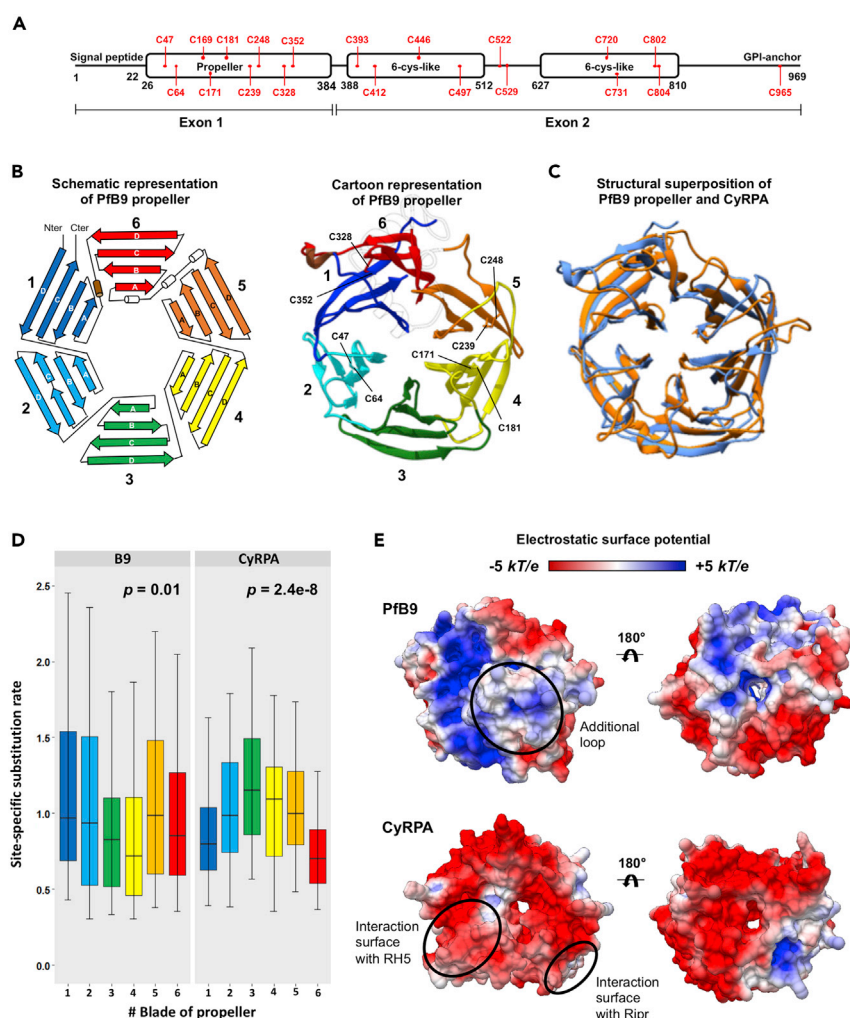 A
C47
C169
C181
C248
C352
C393
C446
C522
C720
C802
Signal peptide
Propeller
6-cys-like
6-cys-like
GPI-anchor
1
22
26
C64
C171
C239
C328
384
388
C412
C497
512
C529
627
C731
C804
810
C965
969
Exon 1
Exon 2
B
Schematic representation
of PfB9 propeller
Cartoon representation
of PfB9 propeller
C
Structural superposition of
PfB9 propeller and CyRPA
Nter
Cter
6
D
C
B
A
1
D
C
B
A
5
A
B
C
D
2
D
C
B
A
4
A
B
C
D
3
A
B
C
D
6
C328
1
C352
C248
5
C47
C239
C171
2
C64
4
C181
3
D
B9
CyRPA
p = 0.01
p = 2.4e-8
Site-specific substitution rate
2.5
2.0
1.5
1.0
0.5
0.0
1 2 3 4 5 6
1 2 3 4 5 6
# Blade of propeller
E
Electrostatic surface potential
-5 kT/e
+5 kT/e
PfB9
180°
Additional
loop
CyRPA
180°
Interaction
surface
with RH5
Interaction
surface
with Ripr